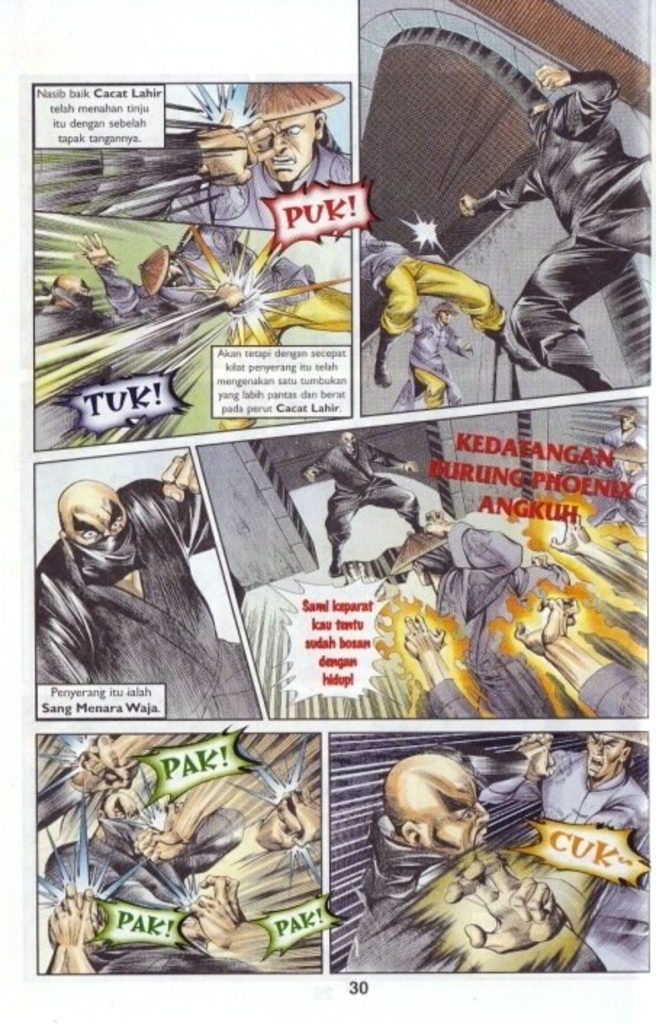 Nasib baik Cacat Lahir
telah menahan tinju
itu dengan sebelah
tapak tangannya.
PUK!
Akan tetapi dengan secepat
kilat penyerang itu telah
mengenakan satu tumbukan
yang labih pantas dan berat
pada perut Cacat Lahir.
TUK!
KEDATANGAN
BURUNG PHOENIX
ANGKUH
Sami keparat
kau tentu
sudah bosan
dengan
hidup!
Penyerang itu ialah
Sang Menara Waja.
PAK!
PAK!
PAK!
CUK~
30